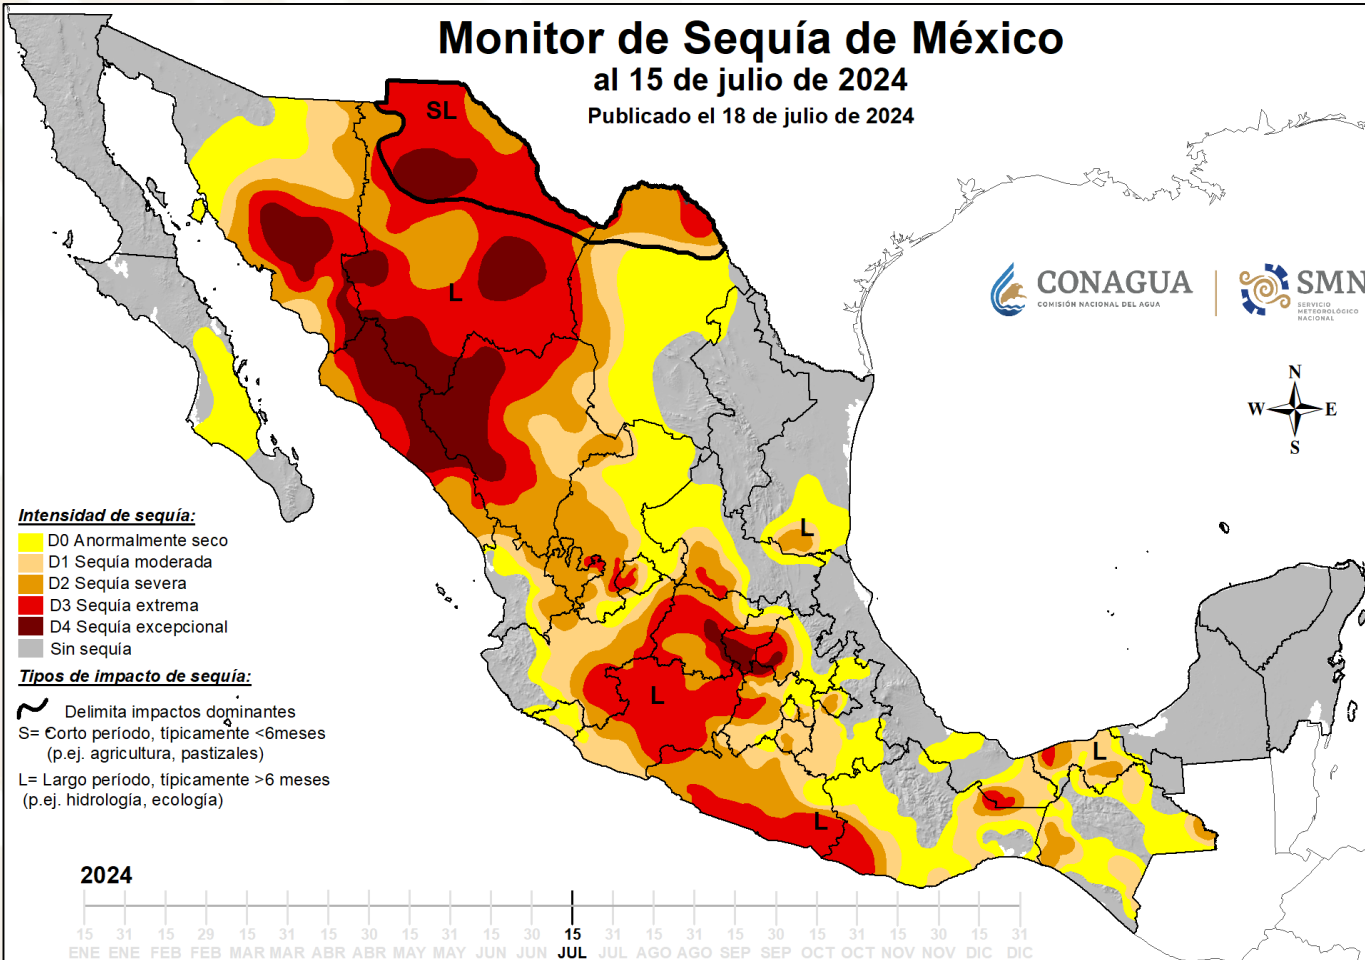 Monitor de Sequía de México
al 15 de julio de 2024
Publicado el 18 de julio de 2024
SL
CONAGUA
COMISIÓN NACIONAL DEL AGUA
SMN
SERVICIO
METEOROLÓGICO
NACIONAL
L
N
W E
S
L
Intensidad de sequía:
D0 Anormalmente seco
D1 Sequía moderada
D2 Sequía severa
D3 Sequía extrema
D4 Sequía excepcional
Sin sequía
L
Tipos de impacto de sequía:
Delimita impactos dominantes
S= Corto período, típicamente <6meses
(p.ej. agricultura, pastizales)
L= Largo período, típicamente >6 meses
(p.ej. hidrología, ecología)
L
L
2024
15 31 15 29 15 31 15 30 15 31 15 30 15 31 15 31 15 30 15 31 15 30 15 31
ENE ENE FEB FEB MAR MAR ABR ABR MAY MAY JUN JUN JUL JUL AGO AGO SEP SEP OCT OCT NOV NOV DIC DIC